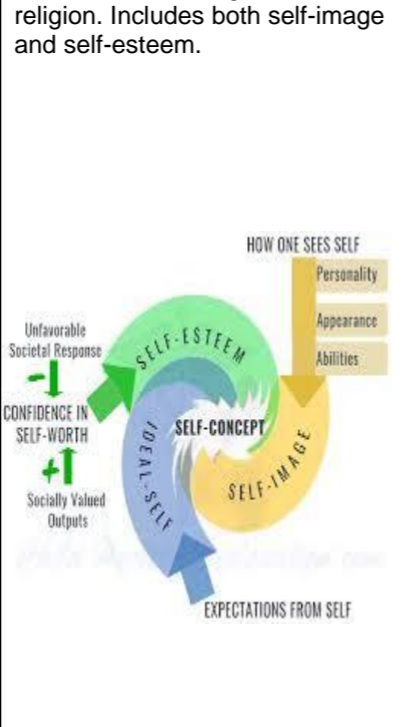 religion. Includes both self-image
and self-esteem.
HOW ONE SEES SELF
Personality
Appearance
Abilities
Unfavorable
Societal Response
CONFIDENCE IN
SELF-WORTH
Socially Valued
Outputs
SELF-ESTEEM
SELF-CONCEPT
IDEAL-SELF
SELF-IMAGE
EXPECTATIONS FROM SELF